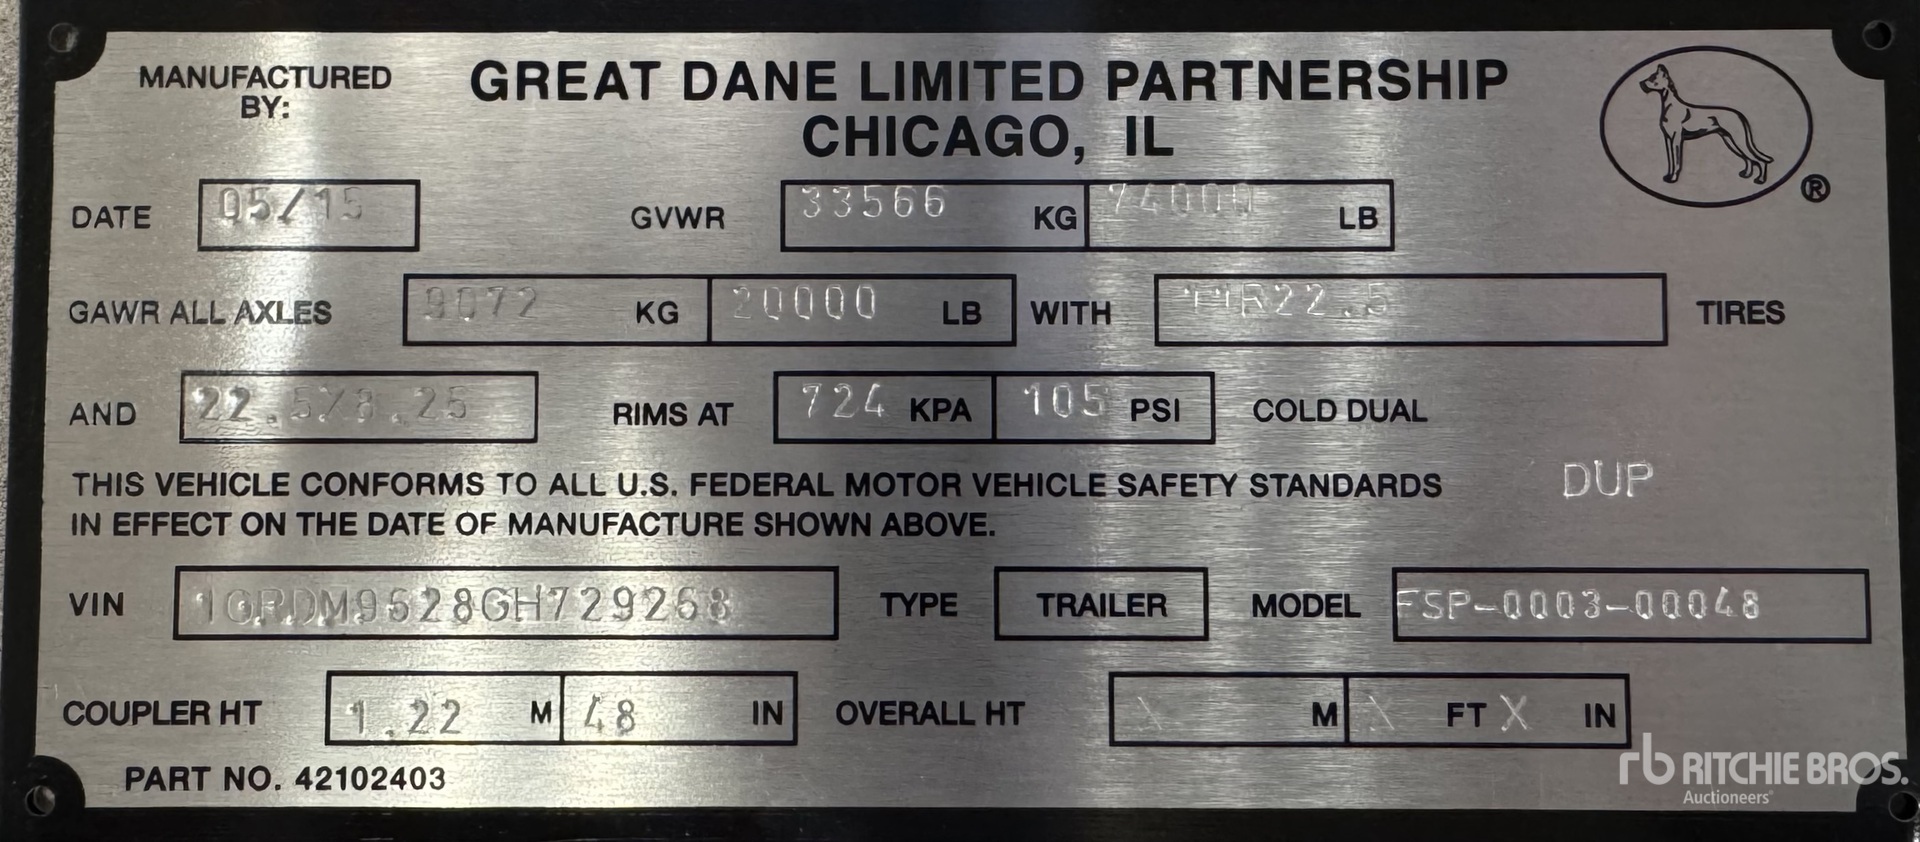 MANUFACTURED BY: GREAT DANE LIMITED PARTNERSHIP
CHICAGO, IL
®
DATE 05/15 GVWR 33566 KG 74000 LB
GAWR ALL AXLES 9072 KG 20000 LB WITH 11R22.5 TIRES
AND 22.5X8.25 RIMS AT 724 KPA 105 PSI COLD DUAL
THIS VEHICLE CONFORMS TO ALL U.S. FEDERAL MOTOR VEHICLE SAFETY STANDARDS DUP
IN EFFECT ON THE DATE OF MANUFACTURE SHOWN ABOVE.
VIN 1GRDM9628GH729268 TYPE TRAILER MODEL FSP-0003-00048
COUPLER HT 1.22 M 48 IN OVERALL HT X M X FT X IN
PART NO. 42102403
rb RITCHIE BROS.
Auctioneers